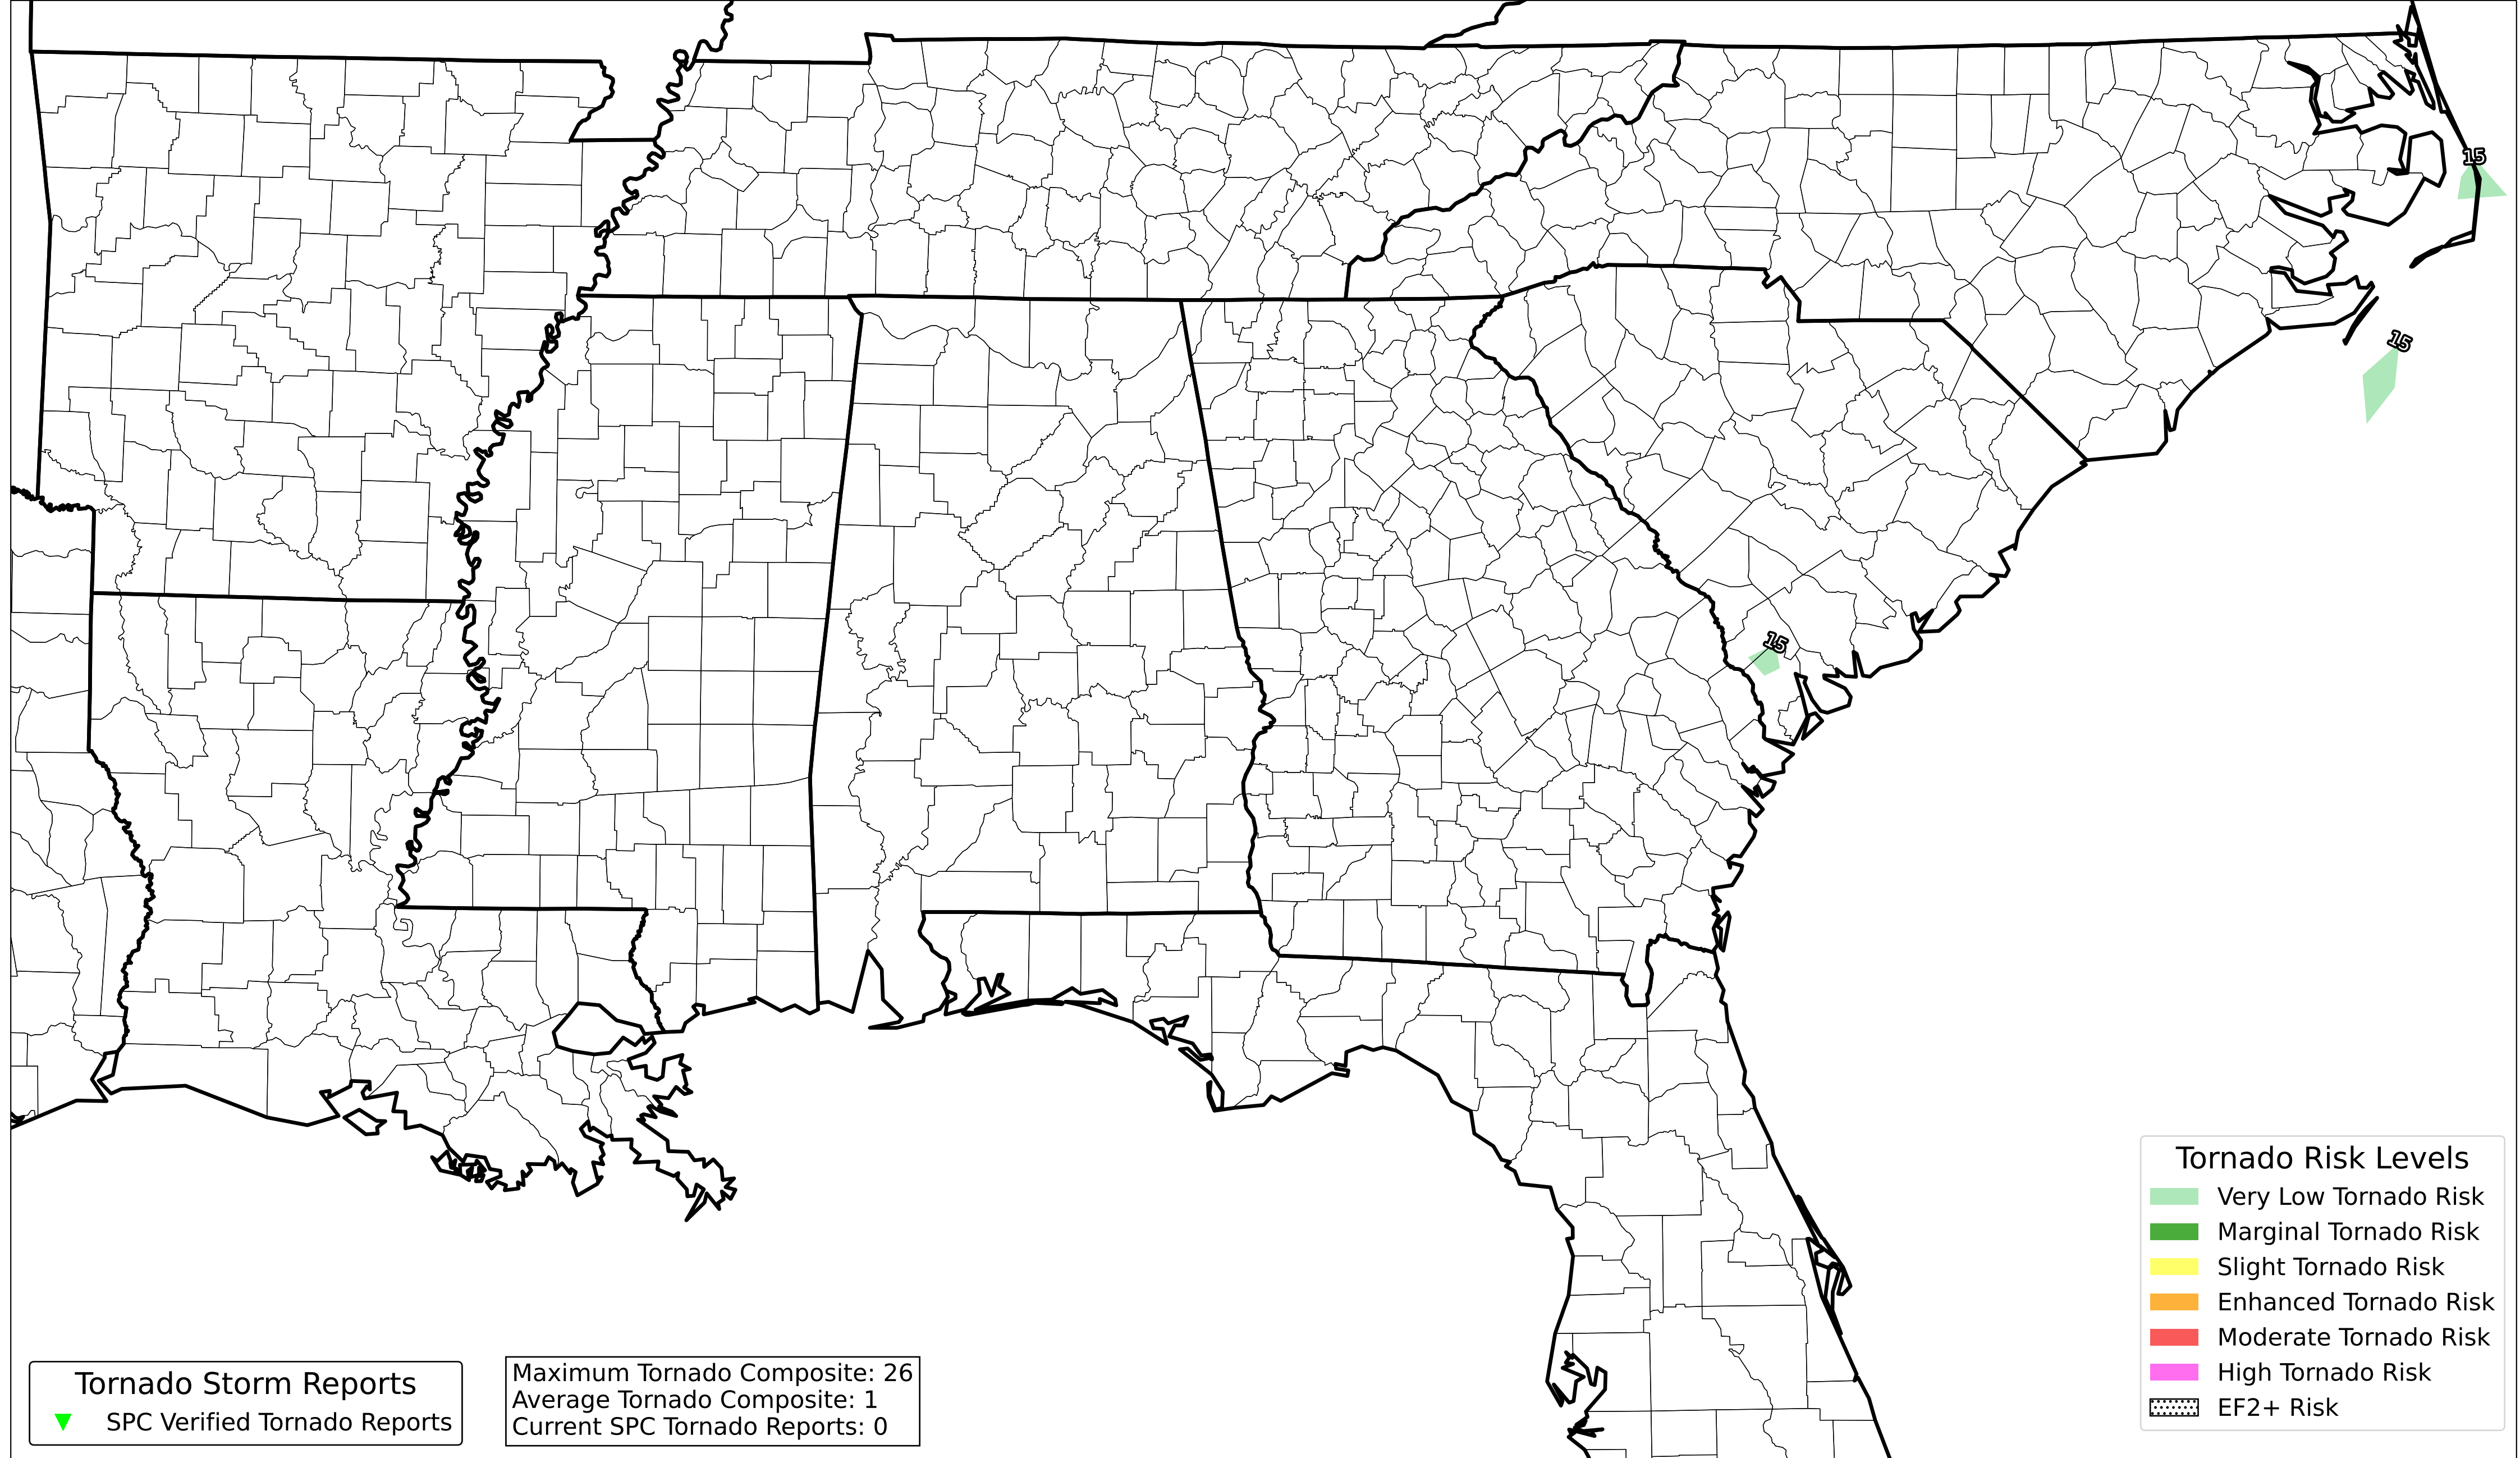 15
15
15
Tornado Risk Levels
Very Low Tornado Risk
Marginal Tornado Risk
Slight Tornado Risk
Enhanced Tornado Risk
Moderate Tornado Risk
High Tornado Risk
EF2+ Risk
Tornado Storm Reports
SPC Verified Tornado Reports
Maximum Tornado Composite: 26
Average Tornado Composite: 1
Current SPC Tornado Reports: 0